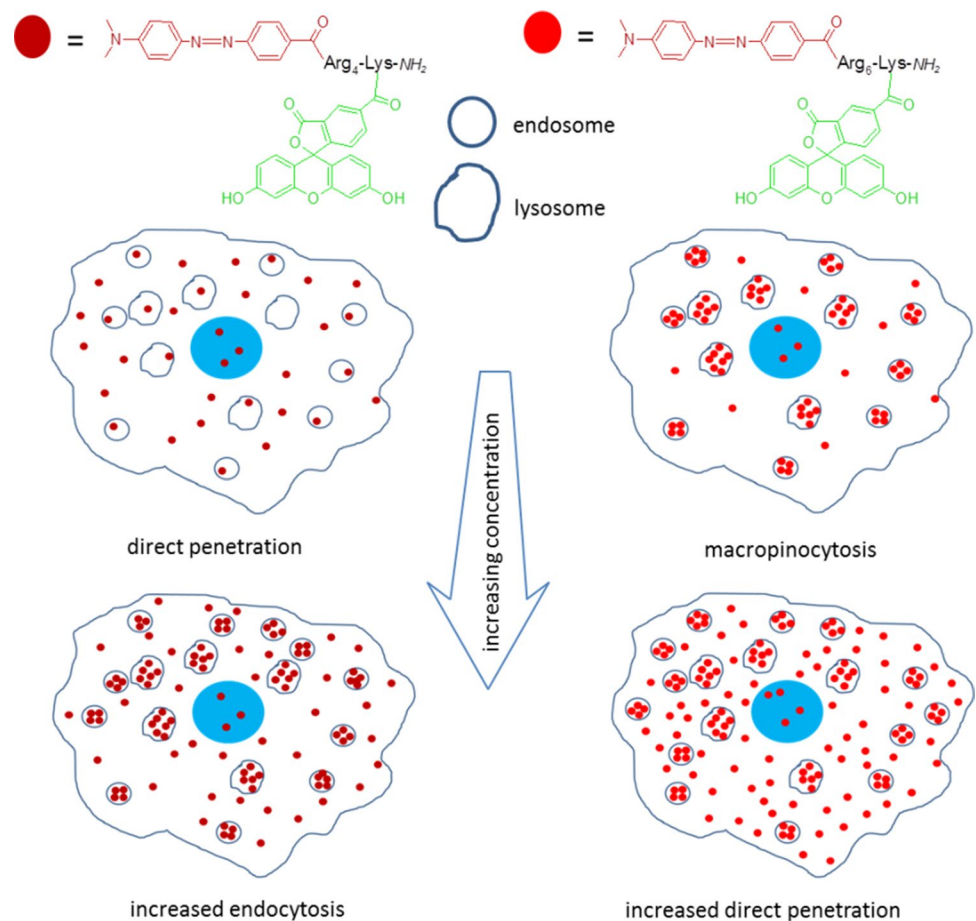 =
N
N=N
O
Arg4-Lys-NH2
O
O
O
HO
O
OH
=
N
N=N
O
Arg6-Lys-NH2
O
O
O
HO
O
OH
endosome
lysosome
direct penetration
macropinocytosis
increasing concentration
increased endocytosis
increased direct penetration